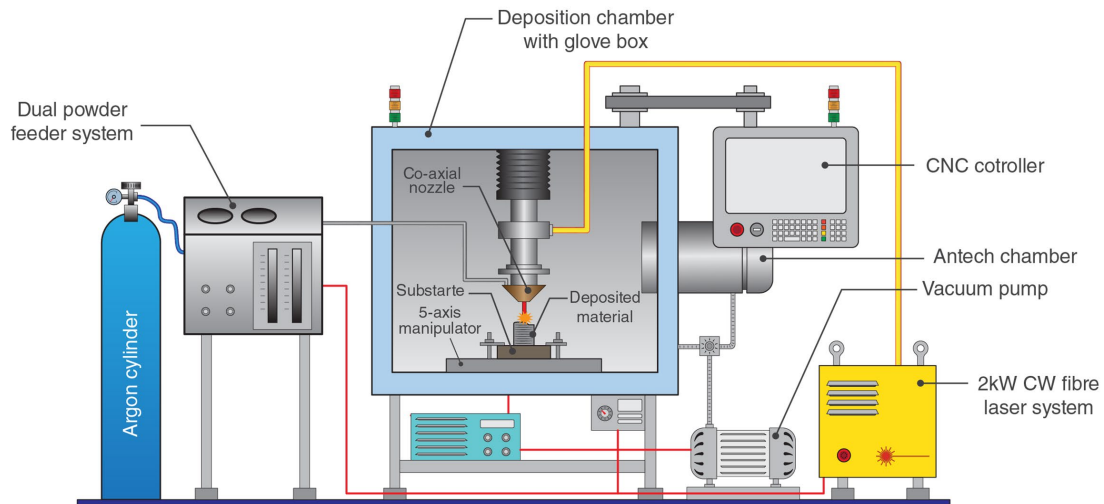 Deposition chamber
with glove box
Dual powder
feeder system
Co-axial
nozzle
CNC cotroller
Antech chamber
Substarte
Deposited
material
5-axis
manipulator
Vacuum pump
Argon cylinder
2kW CW fibre
laser system